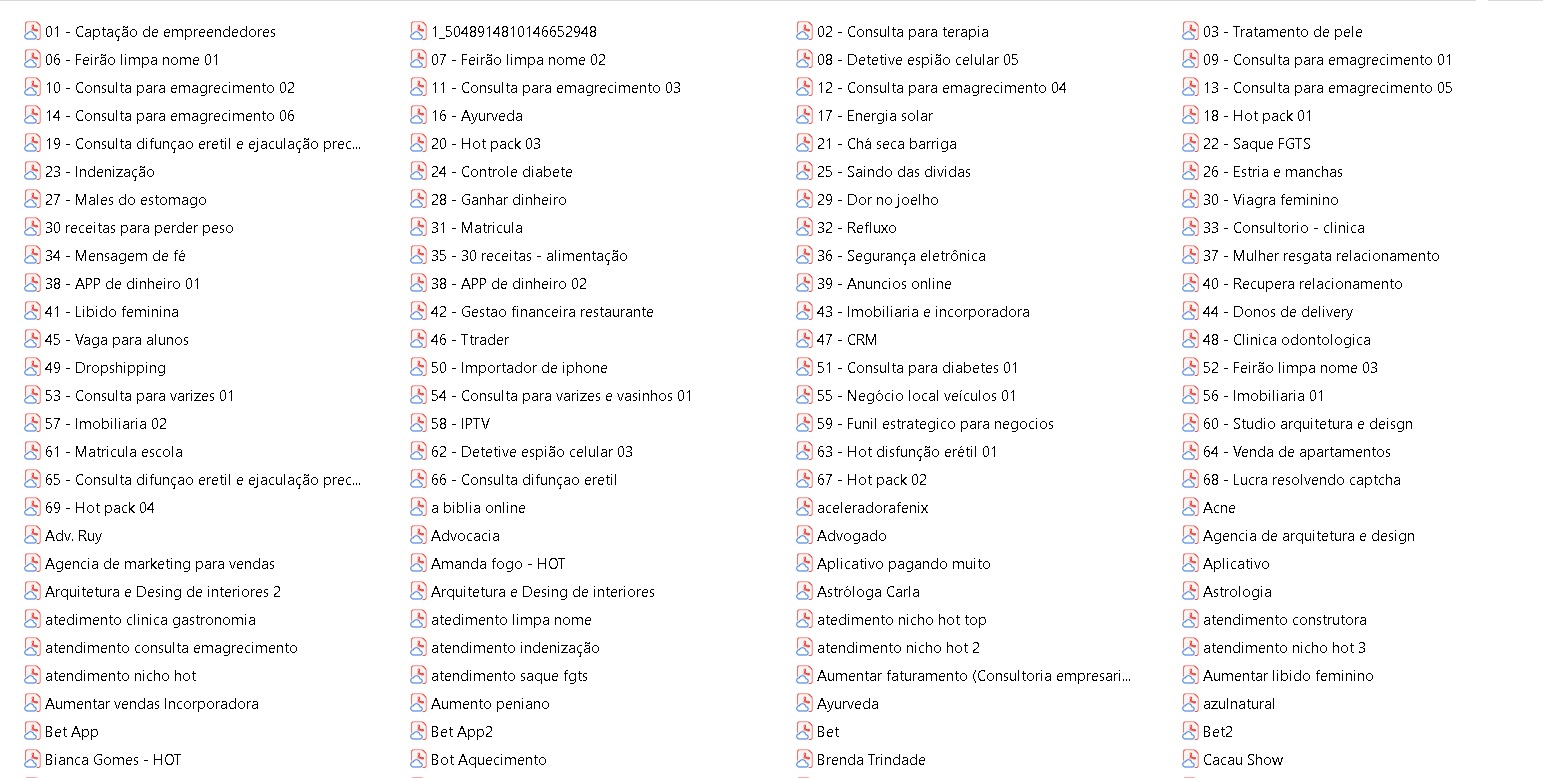 01 - Captação de empreendedores
1_5048914810146652948
02 - Consulta para terapia
03 - Tratamento de pele
06 - Feirão limpa nome 01
07 - Feirão limpa nome 02
08 - Detetive espião celular 05
09 - Consulta para emagrecimento 01
10 - Consulta para emagrecimento 02
11 - Consulta para emagrecimento 03
12 - Consulta para emagrecimento 04
13 - Consulta para emagrecimento 05
14 - Consulta para emagrecimento 06
16 - Ayurveda
17 - Energia solar
18 - Hot pack 01
19 - Consulta difunçao eretil e ejaculação prec...
20 - Hot pack 03
21 - Chá seca barriga
22 - Saque FGTS
23 - Indenização
24 - Controle diabete
25 - Saindo das dividas
26 - Estria e manchas
27 - Males do estomago
28 - Ganhar dinheiro
29 - Dor no joelho
30 - Viagra feminino
30 receitas para perder peso
31 - Matricula
32 - Refluxo
33 - Consultorio - clinica
34 - Mensagem de fé
35 - 30 receitas - alimentação
36 - Segurança eletrônica
37 - Mulher resgata relacionamento
38 - APP de dinheiro 01
38 - APP de dinheiro 02
39 - Anuncios online
40 - Recupera relacionamento
41 - Libido feminina
42 - Gestao financeira restaurante
43 - Imobiliaria e incorporadora
44 - Donos de delivery
45 - Vaga para alunos
46 - Ttrader
47 - CRM
48 - Clinica odontologica
49 - Dropshipping
50 - Importador de iphone
51 - Consulta para diabetes 01
52 - Feirão limpa nome 03
53 - Consulta para varizes 01
54 - Consulta para varizes e vasinhos 01
55 - Negócio local veículos 01
56 - Imobiliaria 01
57 - Imobiliaria 02
58 - IPTV
59 - Funil estrategico para negocios
60 - Studio arquitetura e deisgn
61 - Matricula escola
62 - Detetive espião celular 03
63 - Hot disfunção erétil 01
64 - Venda de apartamentos
65 - Consulta difunçao eretil e ejaculação prec...
66 - Consulta difunçao eretil
67 - Hot pack 02
68 - Lucra resolvendo captcha
69 - Hot pack 04
a biblia online
aceleradorafenix
Acne
Adv. Ruy
Advocacia
Advogado
Agencia de arquitetura e design
Agencia de marketing para vendas
Amanda fogo - HOT
Aplicativo pagando muito
Aplicativo
Arquitetura e Desing de interiores 2
Arquitetura e Desing de interiores
Astróloga Carla
Astrologia
atedimento clinica gastronomia
atedimento limpa nome
atedimento nicho hot top
atendimento construtora
atendimento consulta emagrecimento
atendimento indenização
atendimento nicho hot 2
atendimento nicho hot 3
atendimento nicho hot
atendimento saque fgts
Aumentar faturamento (Consultoria empresari...
Aumentar libido feminino
Aumentar vendas Incorporadora
Aumento peniano
Ayurveda
azulnatural
Bet App
Bet App2
Bet
Bet2
Bianca Gomes - HOT
Bot Aquecimento
Brenda Trindade
Cacau Show